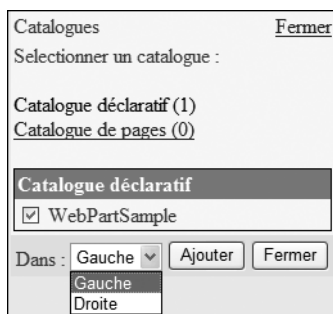 Catalogues Fermer
Selectionner un catalogue :
Catalogue déclaratif (1)
Catalogue de pages (0)
Catalogue déclaratif
WebPartSample
Dans : Gauche Ajouter Fermer
Gauche
Droite